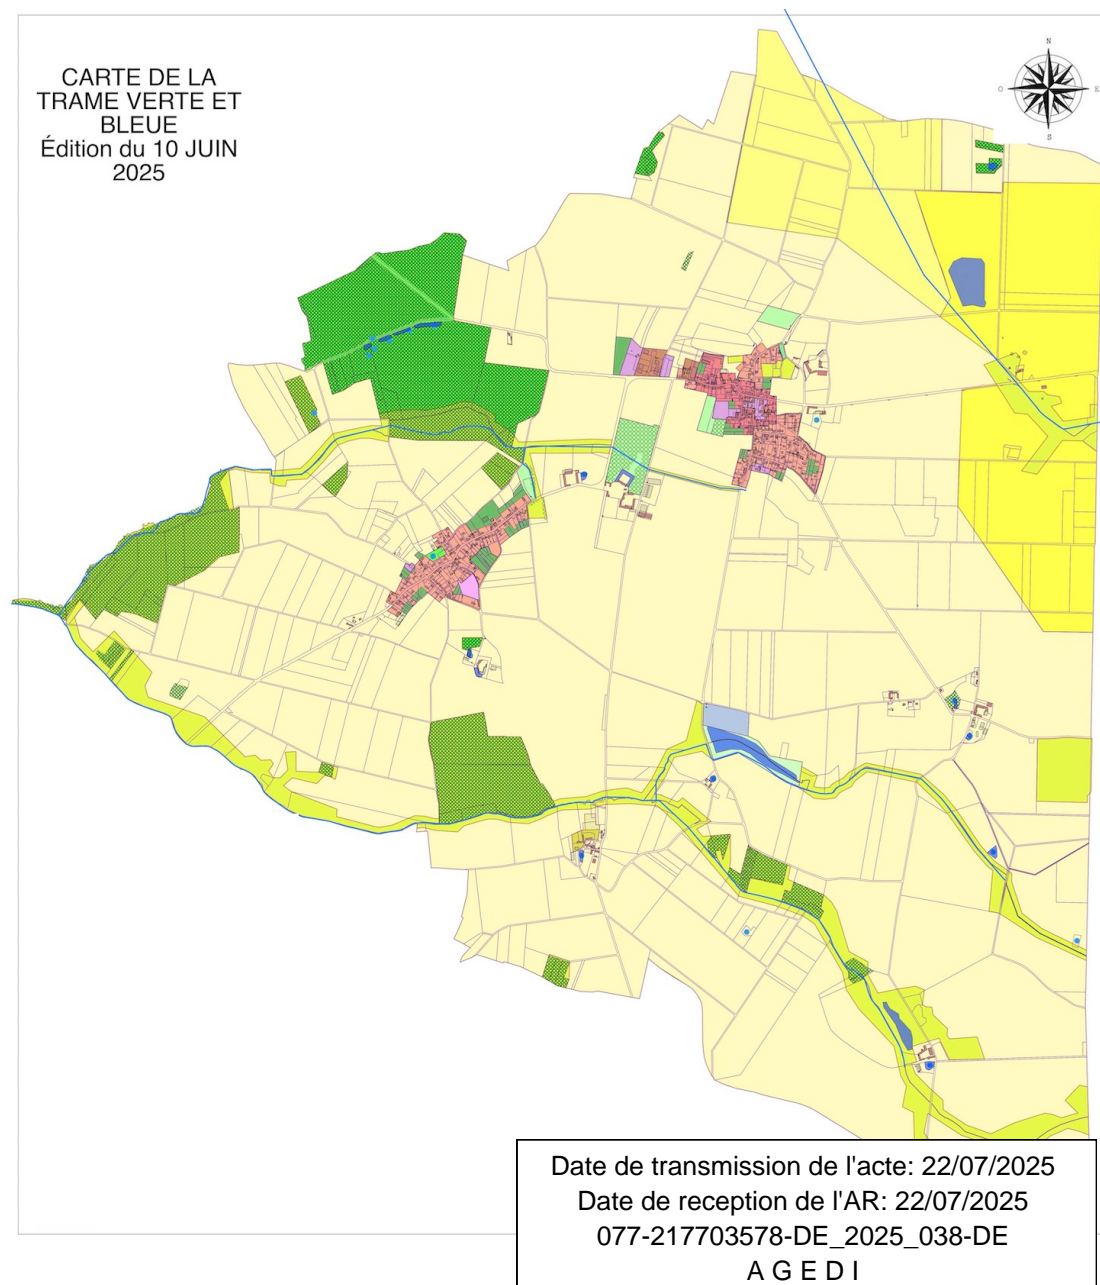 CARTE DE LA
TRAME VERTE ET
BLEUE
Édition du 10 JUIN
2025
N
O
E
S
Date de transmission de l'acte: 22/07/2025
Date de reception de l'AR: 22/07/2025
077-217703578-DE_2025_038-DE
A G E D I